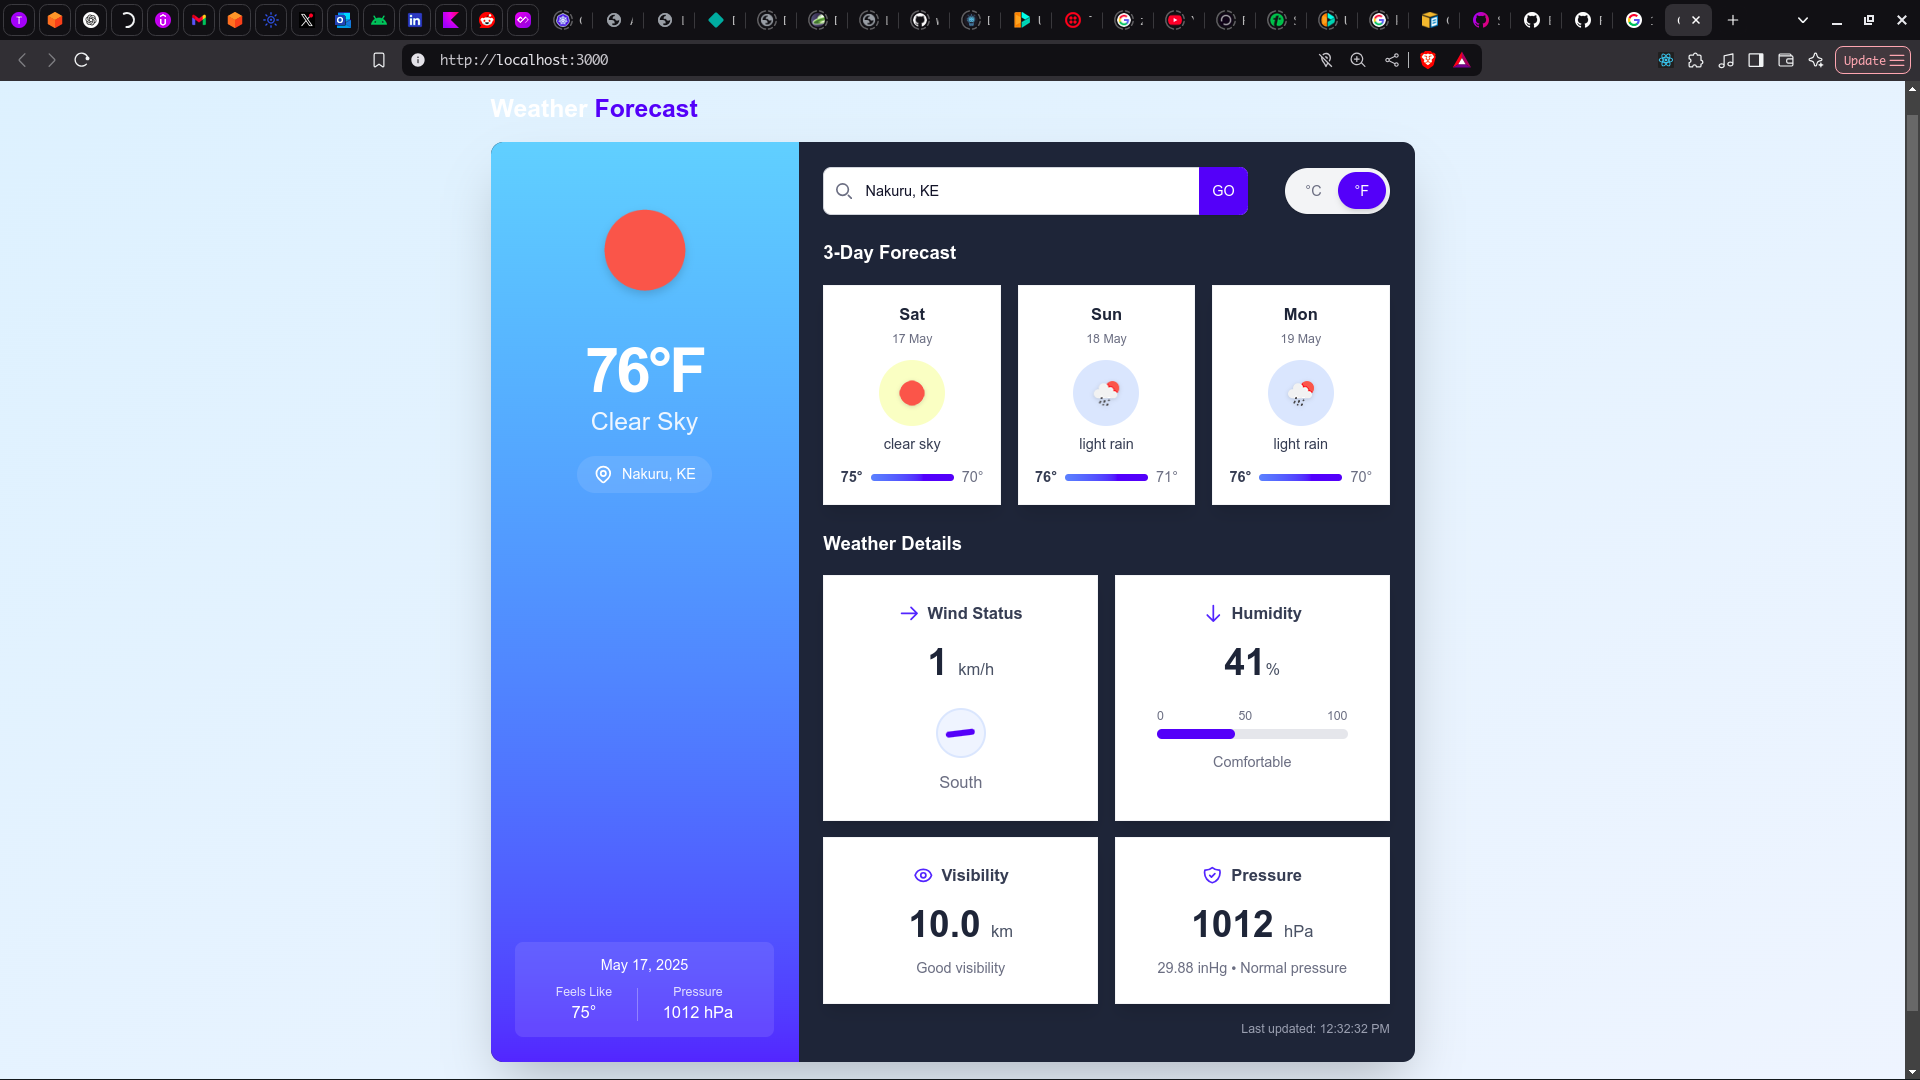 http://localhost:3000
Update
Weather Forecast
76°F
Clear Sky
Nakuru, KE
May 17, 2025
Feels Like
75°
Pressure
1012 hPa
Nakuru, KE
GO
°C
°F
3-Day Forecast
Sat
17 May
clear sky
75° 70°
Sun
18 May
light rain
76° 71°
Mon
19 May
light rain
76° 70°
Weather Details
Wind Status
1 km/h
South
Humidity
41%
0 50 100
Comfortable
Visibility
10.0 km
Good visibility
Pressure
1012 hPa
29.88 inHg • Normal pressure
Last updated: 12:32:32 PM